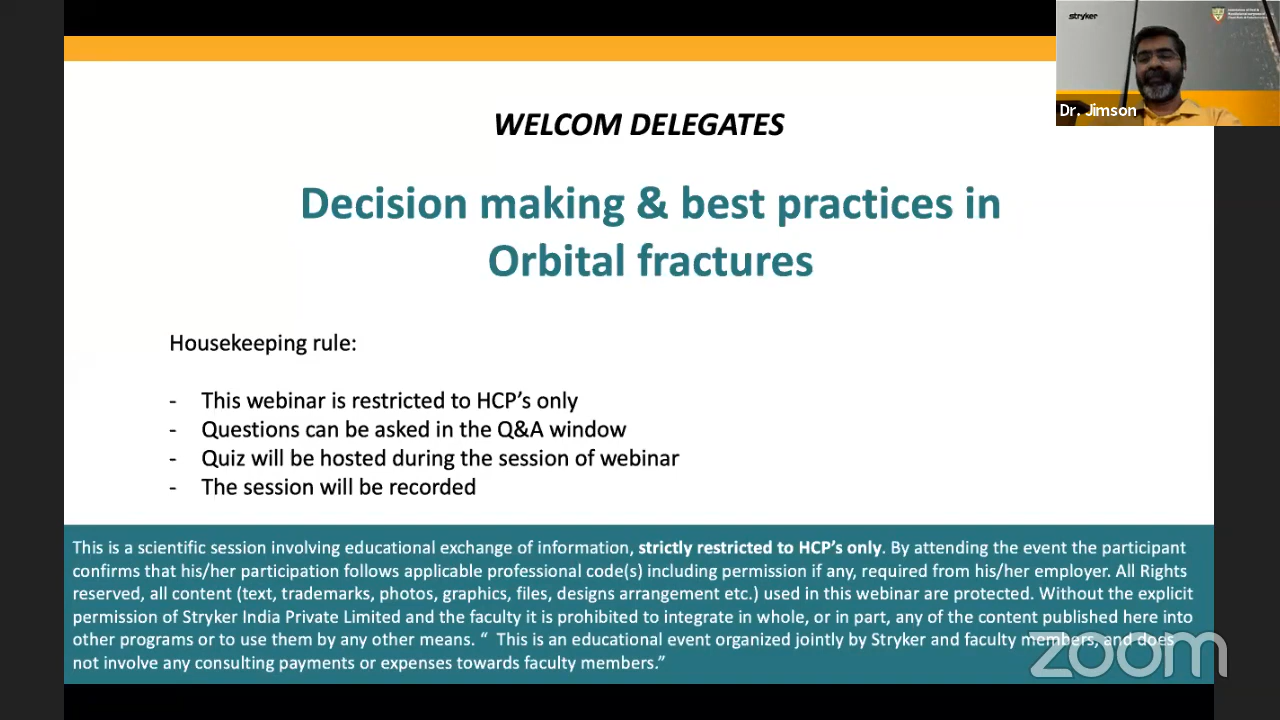 stryker
Dr. Jimson
WELCOM DELEGATES
Decision making & best practices in
Orbital fractures
Housekeeping rule:
- This webinar is restricted to HCP’s only
- Questions can be asked in the Q&A window
- Quiz will be hosted during the session of webinar
- The session will be recorded
This is a scientific session involving educational exchange of information, strictly restricted to HCP’s only. By attending the event the participant
confirms that his/her participation follows applicable professional code(s) including permission if any, required from his/her employer. All Rights
reserved, all content (text, trademarks, photos, graphics, files, designs arrangement etc.) used in this webinar are protected. Without the explicit
permission of Stryker India Private Limited and the faculty it is prohibited to integrate in whole, or in part, any of the content published here into
other programs or to use them by any other means. “ This is an educational event organized jointly by Stryker and faculty members, and does
not involve any consulting payments or expenses towards faculty members.”
zoom